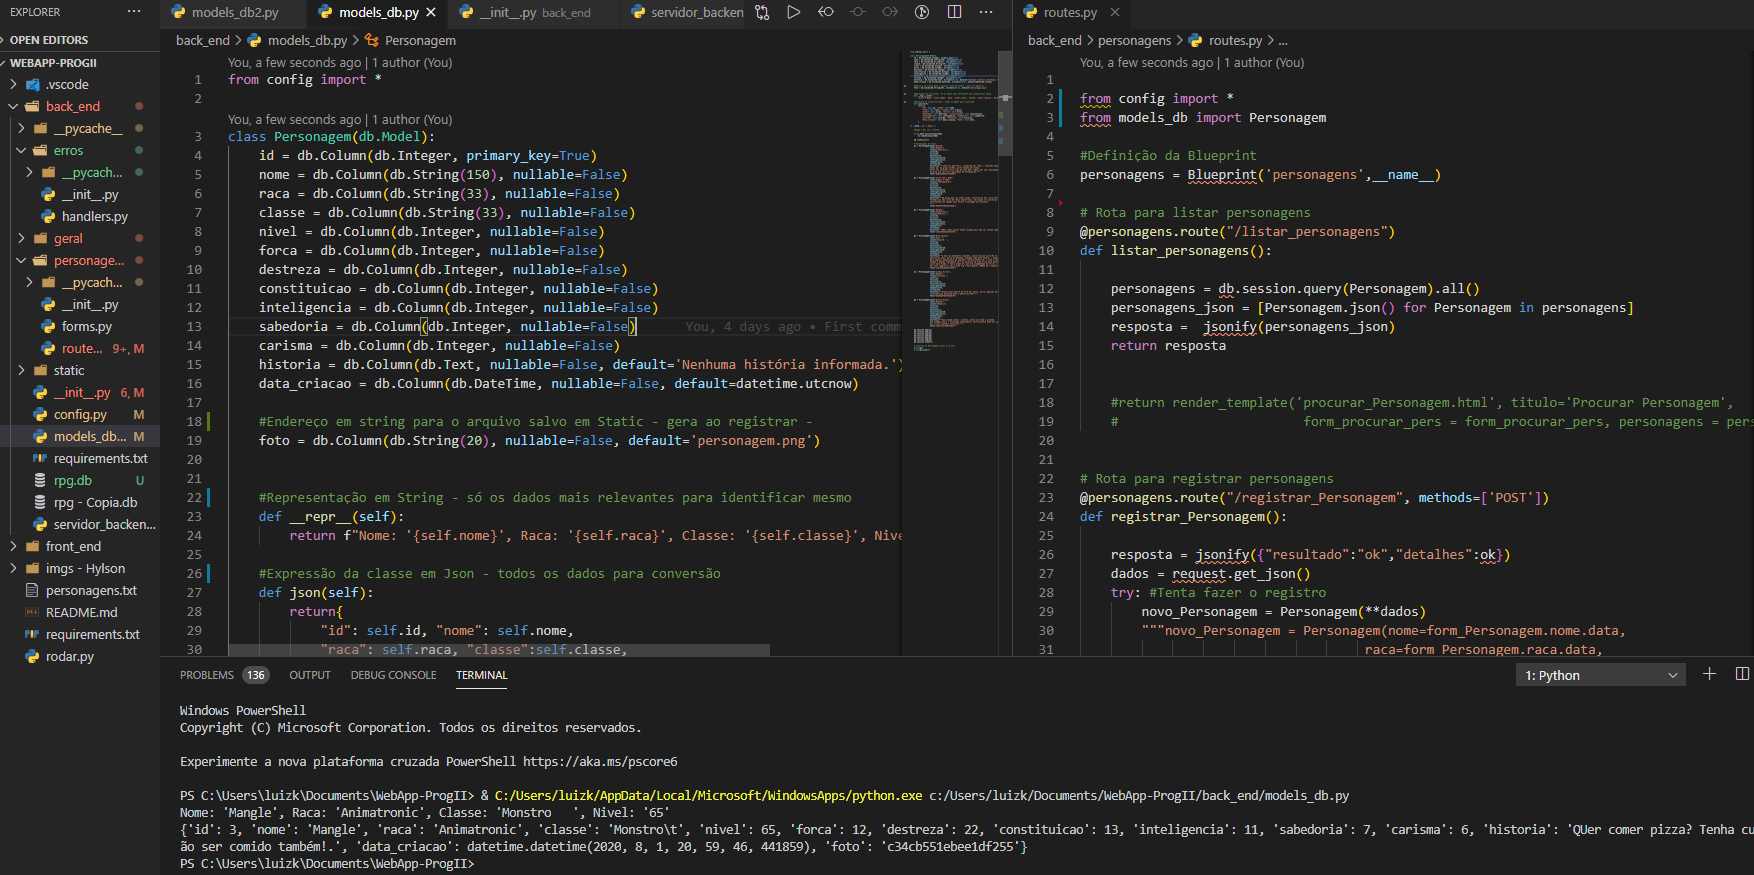 EXPLORER
OPEN EDITORS
WEBAPP-PROGII
.vscode
back_end
__pycache__
erros
__pycach...
__init__.py
handlers.py
geral
personage...
__pycach...
__init__.py
forms.py
route... 9+, M
static
__init__.py 6, M
config.py M
models_db... M
requirements.txt
rpg.db U
rpg - Copia.db
servidor_backen...
front_end
imgs - Hylson
personagens.txt
README.md
requirements.txt
rodar.py
models_db2.py models_db.py __init__.py back_end servidor_backen
back_end > models_db.py > Personagem
You, a few seconds ago | 1 author (You)
1 from config import *
2
You, a few seconds ago | 1 author (You)
3 class Personagem(db.Model):
4 id = db.Column(db.Integer, primary_key=True)
5 nome = db.Column(db.String(150), nullable=False)
6 raca = db.Column(db.String(33), nullable=False)
7 classe = db.Column(db.String(33), nullable=False)
8 nivel = db.Column(db.Integer, nullable=False)
9 forca = db.Column(db.Integer, nullable=False)
10 destreza = db.Column(db.Integer, nullable=False)
11 constituicao = db.Column(db.Integer, nullable=False)
12 inteligencia = db.Column(db.Integer, nullable=False)
13 sabedoria = db.Column(db.Integer, nullable=False) You, 4 days ago • First comm
14 carisma = db.Column(db.Integer, nullable=False)
15 historia = db.Column(db.Text, nullable=False, default='Nenhuma história informada.')
16 data_criacao = db.Column(db.DateTime, nullable=False, default=datetime.utcnow)
17
18 #Endereço em string para o arquivo salvo em Static - gera ao registrar -
19 foto = db.Column(db.String(20), nullable=False, default='personagem.png')
20
21
22 #Representação em String - só os dados mais relevantes para identificar mesmo
23 def __repr__(self):
24 return f"Nome: '{self.nome}', Raca: '{self.raca}', Classe: '{self.classe}', Nive
25
26 #Expressão da classe em Json - todos os dados para conversão
27 def json(self):
28 return{
29 "id": self.id, "nome": self.nome,
30 "raca": self.raca, "classe":self.classe,
routes.py
back_end > personagens > routes.py > ...
You, a few seconds ago | 1 author (You)
1
2 from config import *
3 from models_db import Personagem
4
5 #Definição da Blueprint
6 personagens = Blueprint('personagens',__name__)
7
8 # Rota para listar personagens
9 @personagens.route("/listar_personagens")
10 def listar_personagens():
11
12 personagens = db.session.query(Personagem).all()
13 personagens_json = [Personagem.json() for Personagem in personagens]
14 resposta = jsonify(personagens_json)
15 return resposta
16
17
18 #return render_template('procurar_Personagem.html', titulo='Procurar Personagem',
19 # form_procurar_pers = form_procurar_pers, personagens = pers
20
21
22 # Rota para registrar personagens
23 @personagens.route("/registrar_Personagem", methods=['POST'])
24 def registrar_Personagem():
25
26 resposta = jsonify({"resultado":"ok","detalhes":ok})
27 dados = request.get_json()
28 try: #Tenta fazer o registro
29 novo_Personagem = Personagem(**dados)
30 """novo_Personagem = Personagem(nome=form_Personagem.nome.data,
31 raca=form_Personagem.raca.data,
PROBLEMS 136 OUTPUT DEBUG CONSOLE TERMINAL 1: Python
Windows PowerShell
Copyright (C) Microsoft Corporation. Todos os direitos reservados.
Experimente a nova plataforma cruzada PowerShell https://aka.ms/pscore6
PS C:\Users\luizk\Documents\WebApp-ProgII> & C:/Users/luizk/AppData/Local/Microsoft/WindowsApps/python.exe c:/Users/luizk/Documents/WebApp-ProgII/back_end/models_db.py
Nome: 'Mangle', Raca: 'Animatronic', Classe: 'Monstro   ', Nivel: '65'
{'id': 3, 'nome': 'Mangle', 'raca': 'Animatronic', 'classe': 'Monstro\t', 'nivel': 65, 'forca': 12, 'destreza': 22, 'constituicao': 13, 'inteligencia': 11, 'sabedoria': 7, 'carisma': 6, 'historia': 'QUer comer pizza? Tenha cu
ão ser comido também!.', 'data_criacao': datetime.datetime(2020, 8, 1, 20, 59, 46, 441859), 'foto': 'c34cb551ebee1df255'}
PS C:\Users\luizk\Documents\WebApp-ProgII>